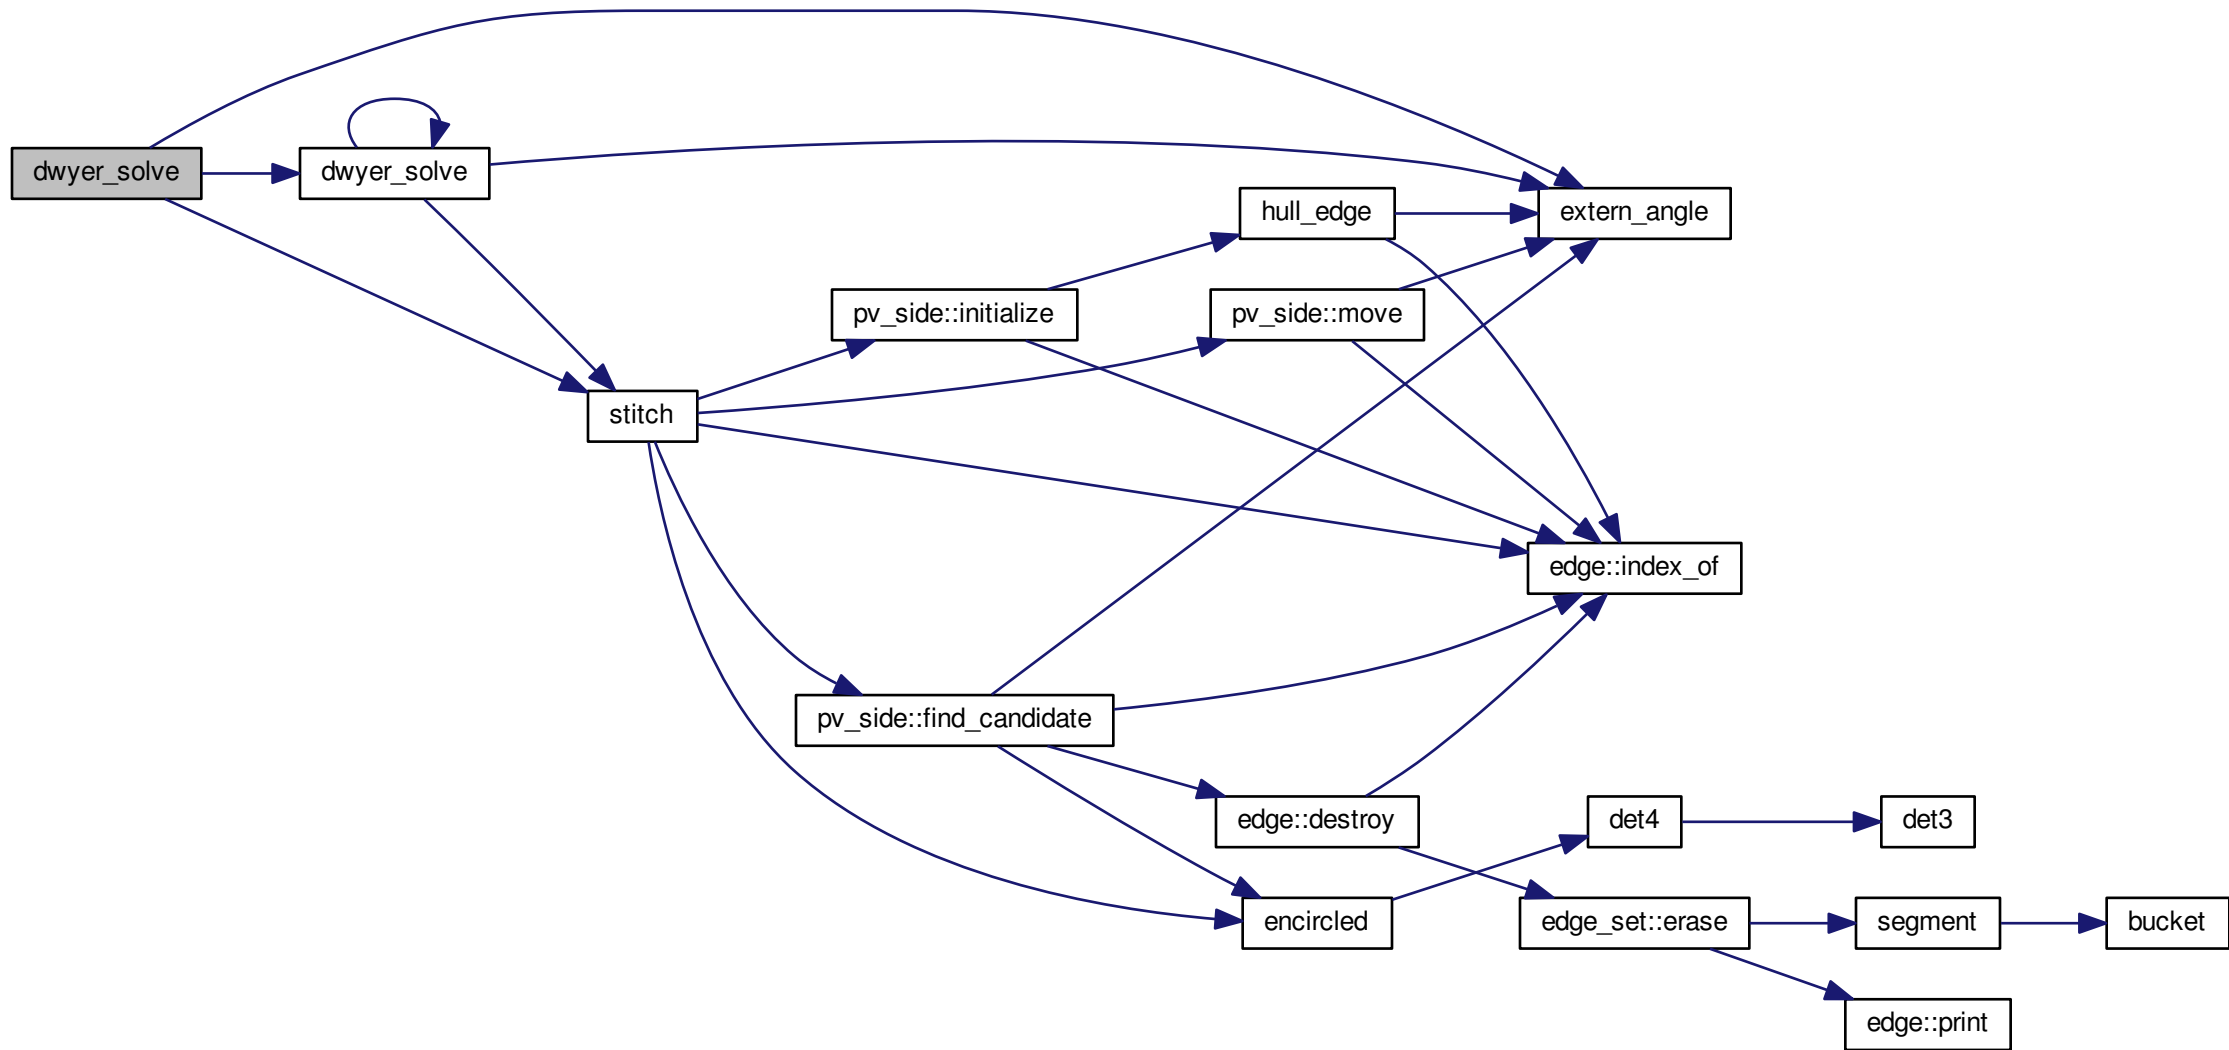 dwyer_solve
dwyer_solve
hull_edge
extern_angle
pv_side::initialize
pv_side::move
stitch
edge::index_of
pv_side::find_candidate
edge::destroy
det4
det3
encircled
edge_set::erase
segment
bucket
edge::print